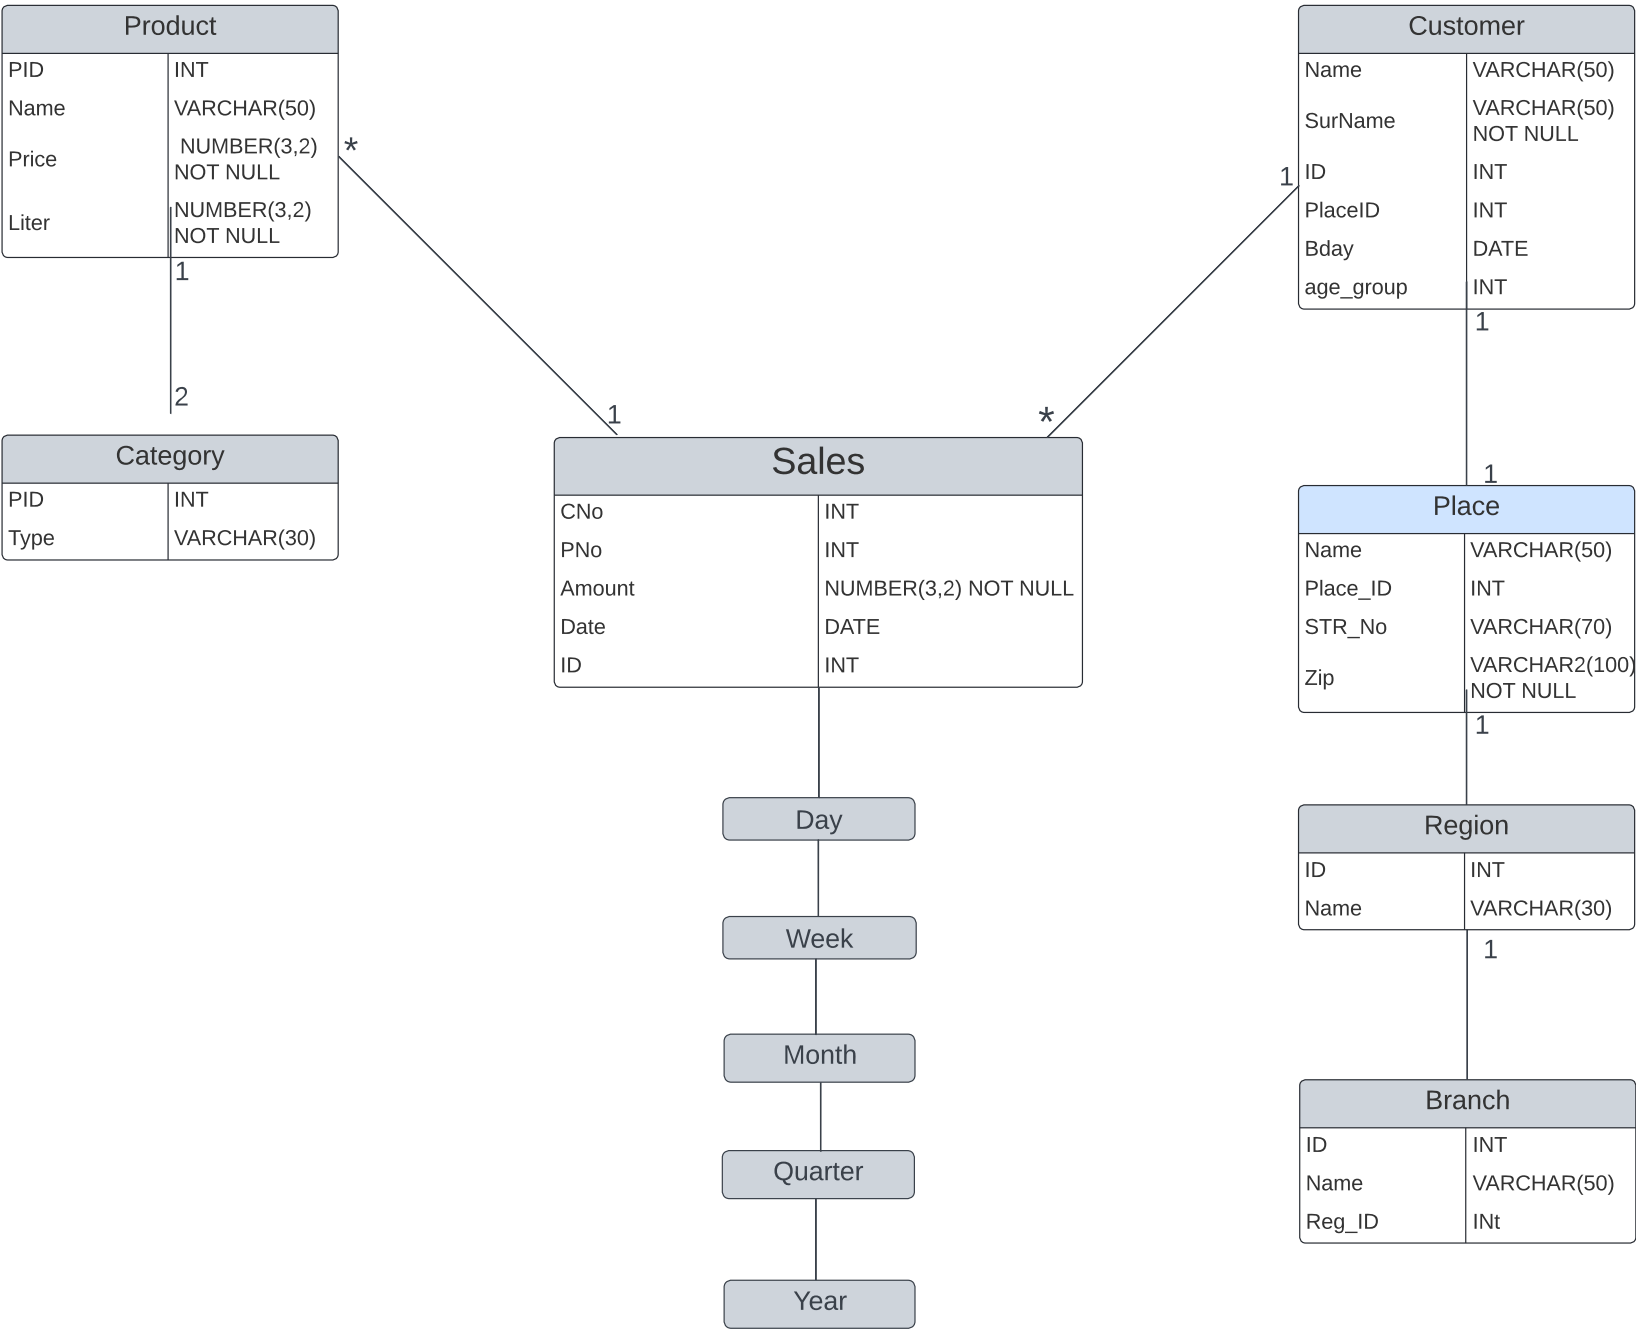 Product
PID INT
Name VARCHAR(50)
Price NUMBER(3,2)
NOT NULL
Liter NUMBER(3,2)
NOT NULL
*
1
2
Category
PID INT
Type VARCHAR(30)
1
*
Sales
CNo INT
PNo INT
Amount NUMBER(3,2) NOT NULL
Date DATE
ID INT
Day
Week
Month
Quarter
Year
Customer
Name VARCHAR(50)
SurName VARCHAR(50)
NOT NULL
1
ID INT
PlaceID INT
Bday DATE
age_group INT
1
1
Place
Name VARCHAR(50)
Place_ID INT
STR_No VARCHAR(70)
Zip VARCHAR2(100)
NOT NULL
1
Region
ID INT
Name VARCHAR(30)
1
Branch
ID INT
Name VARCHAR(50)
Reg_ID INt